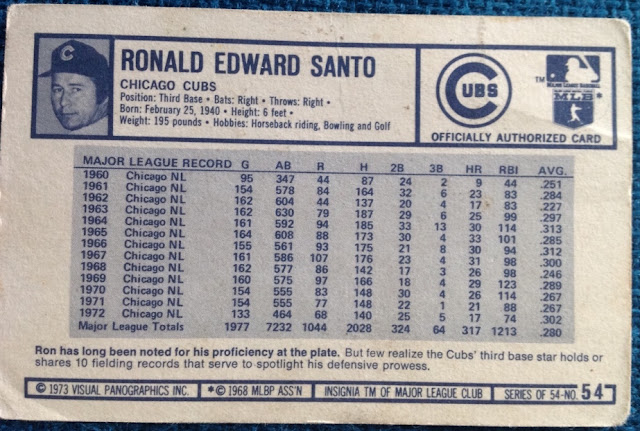 C
RONALD EDWARD SANTO
CHICAGO CUBS
Position: Third Base • Bats: Right • Throws: Right •
Born: February 25, 1940 • Height: 6 feet •
Weight: 195 pounds • Hobbies: Horseback riding, Bowling and Golf
CUBS
TM
MAJOR LEAGUE BASEBALL
MLB*
OFFICIALLY AUTHORIZED CARD
MAJOR LEAGUE RECORD G AB R H 2B 3B HR RBI AVG.
1960 Chicago NL 95 347 44 87 24 2 9 44 .251
1961 Chicago NL 154 578 84 164 32 6 23 83 .284
1962 Chicago NL 162 604 44 137 20 4 17 83 .227
1963 Chicago NL 162 630 79 187 29 6 25 99 .297
1964 Chicago NL 161 592 94 185 33 13 30 114 .313
1965 Chicago NL 164 608 88 173 30 4 33 101 .285
1966 Chicago NL 155 561 93 175 21 8 30 94 .312
1967 Chicago NL 161 586 107 176 23 4 31 98 .300
1968 Chicago NL 162 577 86 142 17 3 26 98 .246
1969 Chicago NL 160 575 97 166 18 4 29 123 .289
1970 Chicago NL 154 555 83 148 30 4 26 114 .267
1971 Chicago NL 154 555 77 148 22 1 21 88 .267
1972 Chicago NL 133 464 68 140 25 5 17 74 .302
Major League Totals 1977 7232 1044 2028 324 64 317 1213 .280
Ron has long been noted for his proficiency at the plate. But few realize the Cubs' third base star holds or
shares 10 fielding records that serve to spotlight his defensive prowess.
© 1973 VISUAL PANOGRAPHICS INC. *© 1968 MLBP ASS'N INSIGNIA TM OF MAJOR LEAGUE CLUB SERIES OF 54-NO. 54